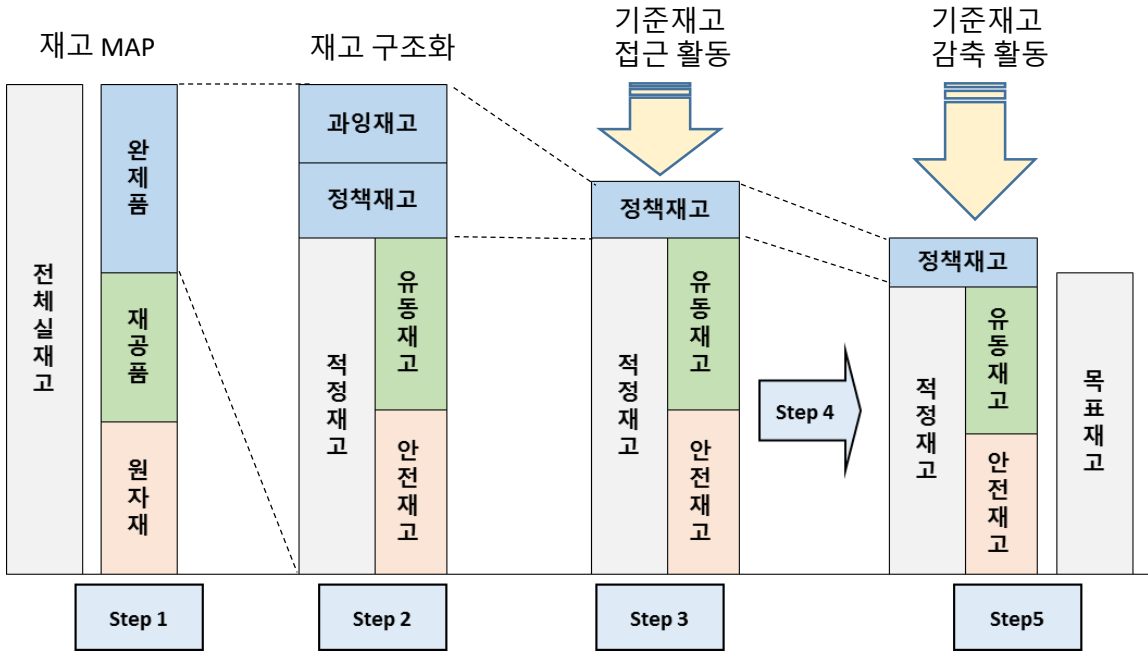 재고 MAP
재고 구조화
기준재고
접근 활동
기준재고
감축 활동
전체실재고
완제품
재공품
원자재
과잉재고
정책재고
적정재고
유동재고
안전재고
정책재고
적정재고
유동재고
안전재고
Step 4
정책재고
적정재고
유동재고
안전재고
목표재고
Step 1
Step 2
Step 3
Step5